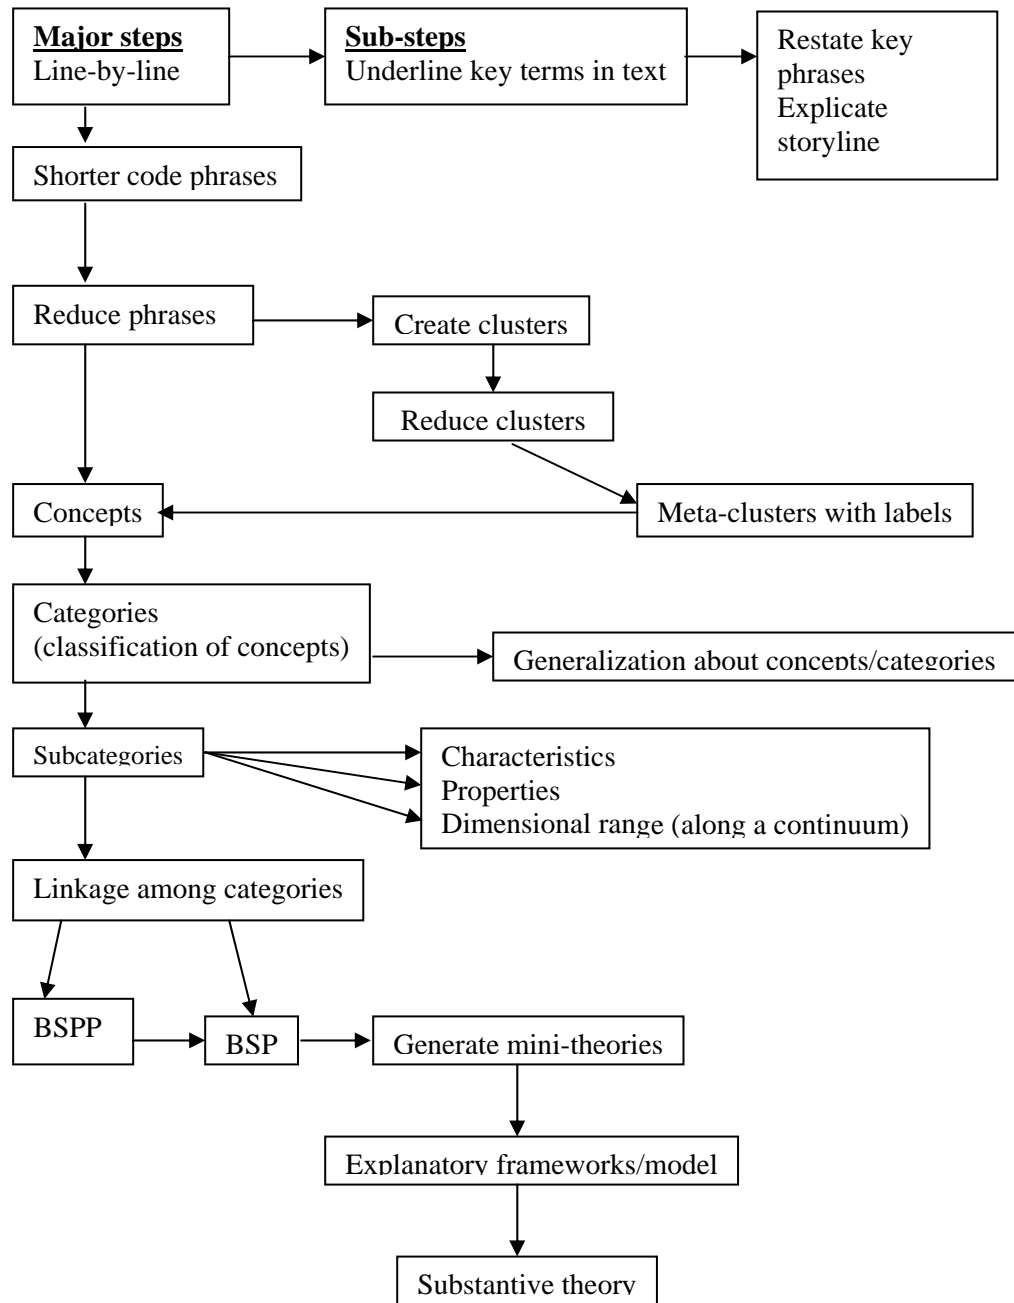 Major steps
Line-by-line
Sub-steps
Underline key terms in text
Restate key
phrases
Explicate
storyline
Shorter code phrases
Reduce phrases
Create clusters
Reduce clusters
Concepts
Meta-clusters with labels
Categories
(classification of concepts)
Generalization about concepts/categories
Subcategories
Characteristics
Properties
Dimensional range (along a continuum)
Linkage among categories
BSPP
BSP
Generate mini-theories
Explanatory frameworks/model
Substantive theory